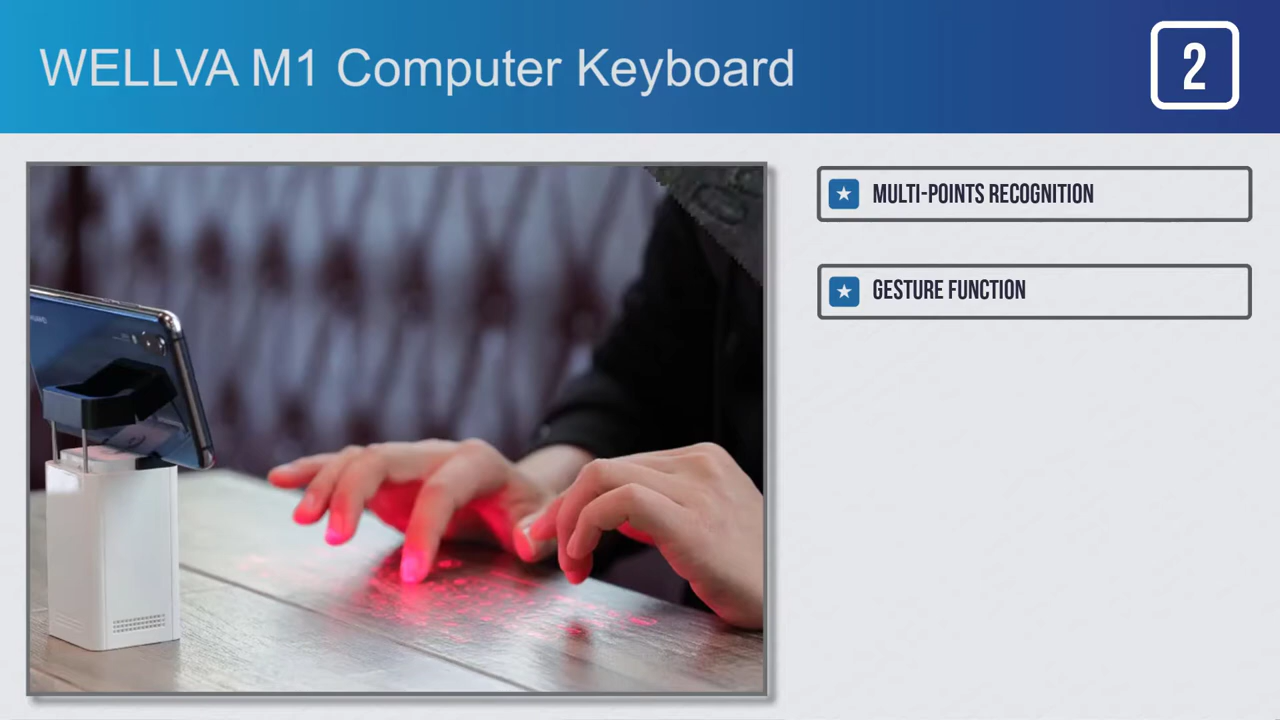 WELLVA M1 Computer Keyboard
2
MULTI-POINTS RECOGNITION
GESTURE FUNCTION